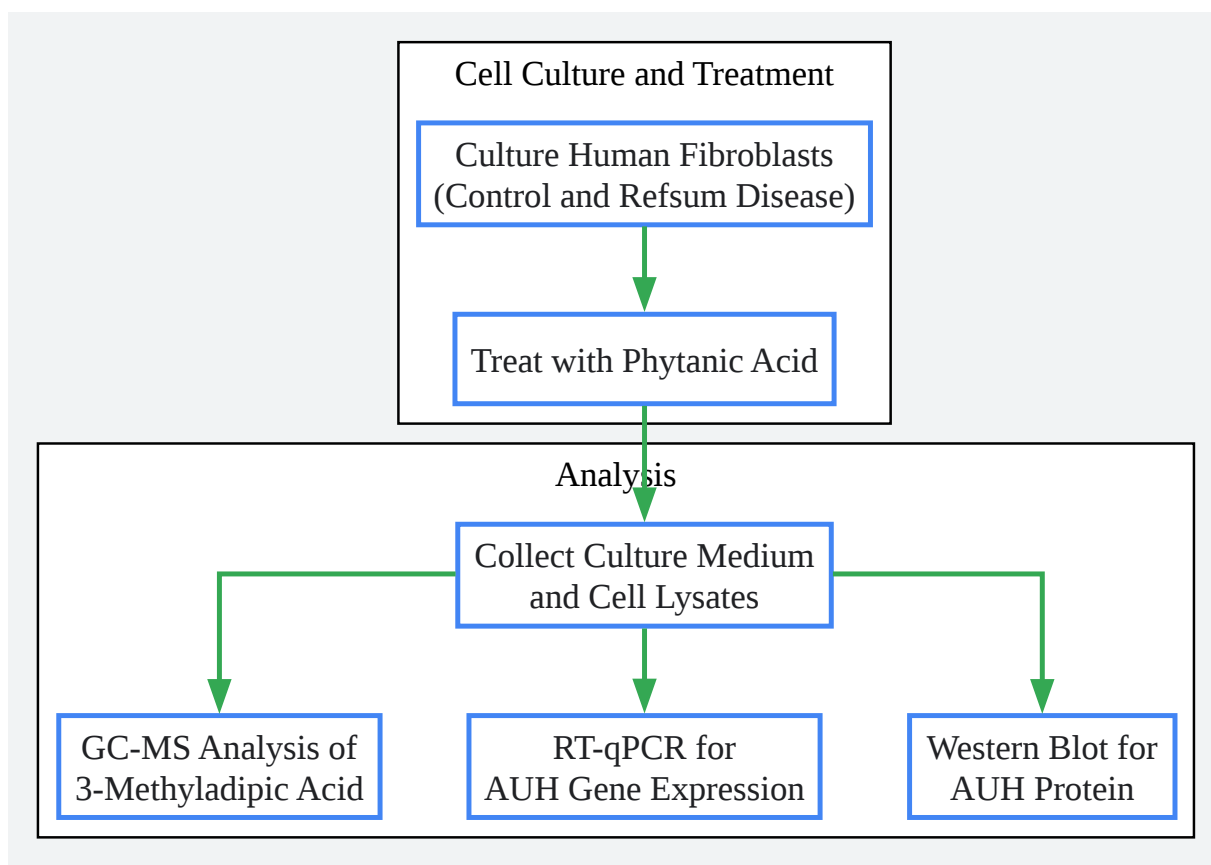 Cell Culture and Treatment
Culture Human Fibroblasts
(Control and Refsum Disease)
Treat with Phytanic Acid
Analysis
Collect Culture Medium
and Cell Lysates
GC-MS Analysis of
3-Methyladipic Acid
RT-qPCR for
AUH Gene Expression
Western Blot for
AUH Protein